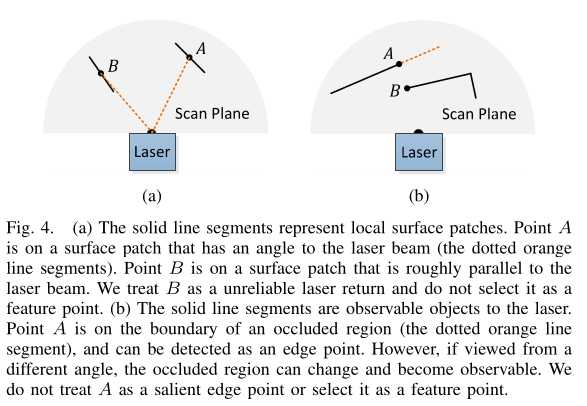 A
B
Scan Plane
Laser
(a)
A
B
Scan Plane
Laser
(b)
Fig. 4. (a) The solid line segments represent local surface patches. Point A
is on a surface patch that has an angle to the laser beam (the dotted orange
line segments). Point B is on a surface patch that is roughly parallel to the
laser beam. We treat B as a unreliable laser return and do not select it as a
feature point. (b) The solid line segments are observable objects to the laser.
Point A is on the boundary of an occluded region (the dotted orange line
segment), and can be detected as an edge point. However, if viewed from a
different angle, the occluded region can change and become observable. We
do not treat A as a salient edge point or select it as a feature point.